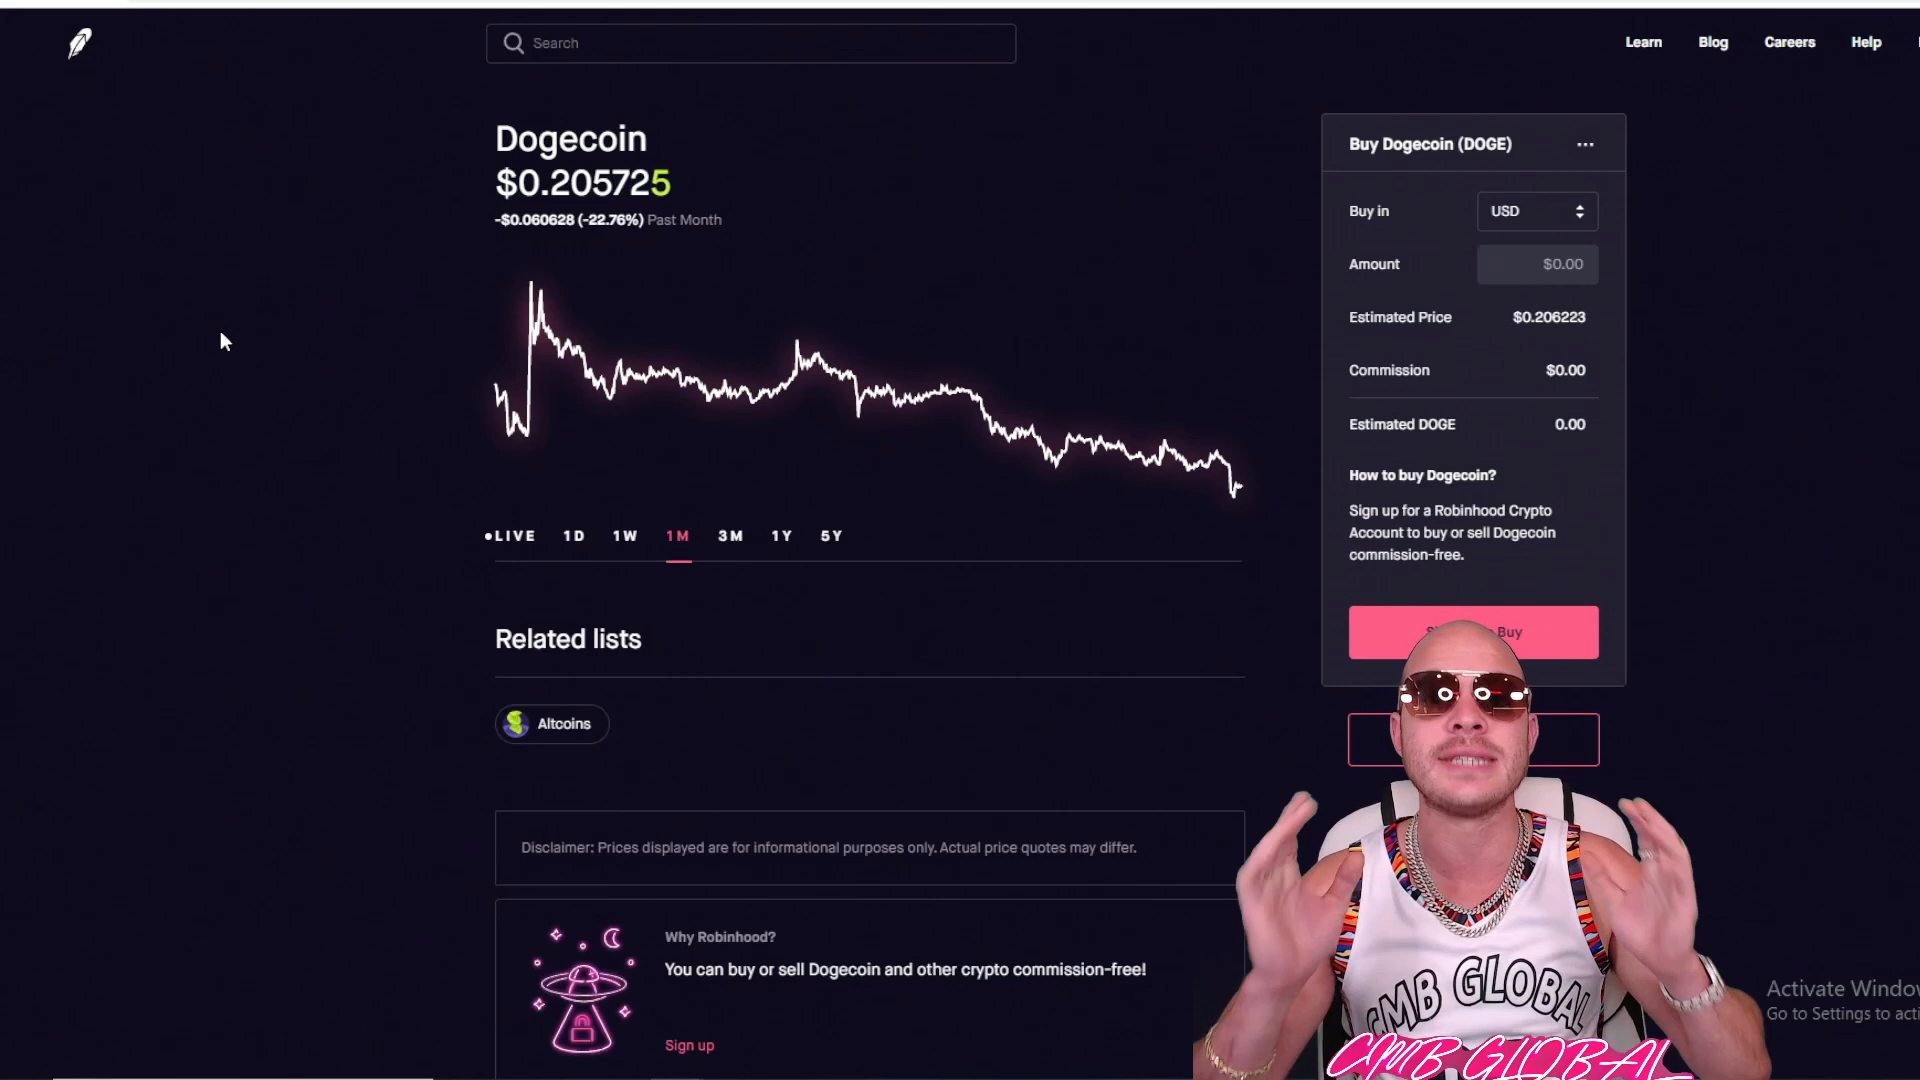 Search
Learn
Blog
Careers
Help
Dogecoin
$0.205725
-$0.060628 (-22.76%) Past Month
LIVE
1D
1W
1M
3M
1Y
5Y
Related lists
Altcoins
Disclaimer: Prices displayed are for informational purposes only. Actual price quotes may differ.
Why Robinhood?
You can buy or sell Dogecoin and other crypto commission-free!
Sign up
Buy Dogecoin (DOGE)
Buy in
USD
Amount
$0.00
Estimated Price
$0.206223
Commission
$0.00
Estimated DOGE
0.00
How to buy Dogecoin?
Sign up for a Robinhood Crypto
Account to buy or sell Dogecoin
commission-free.
Buy
CMB GLOBAL
CMB GLOBAL
Activate Window
Go to Settings to acti